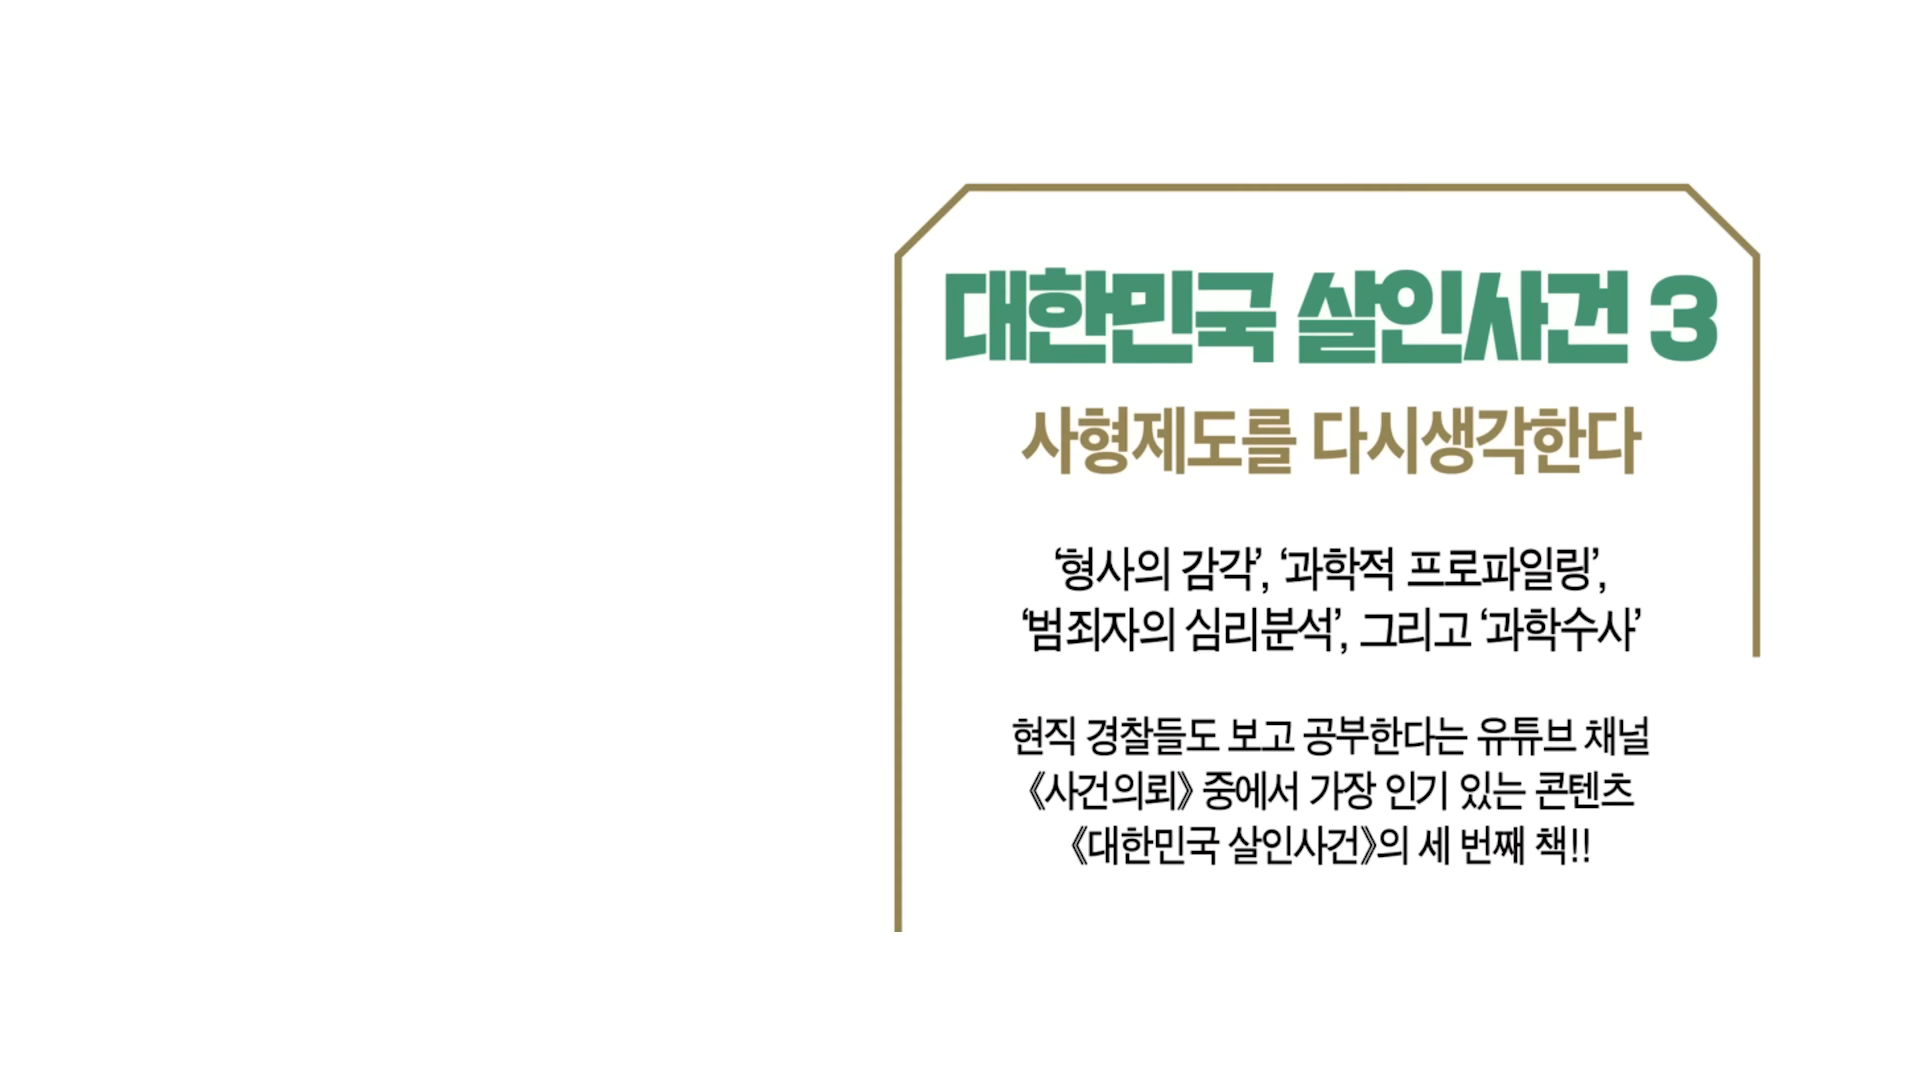 대한민국 살인사건 3
사형제도를 다시생각한다
‘형사의 감각’, ‘과학적 프로파일링’,
‘범죄자의 심리분석’, 그리고 ‘과학수사’
현직 경찰들도 보고 공부한다는 유튜브 채널
《사건의뢰》 중에서 가장 인기 있는 콘텐츠
《대한민국 살인사건》의 세 번째 책!!